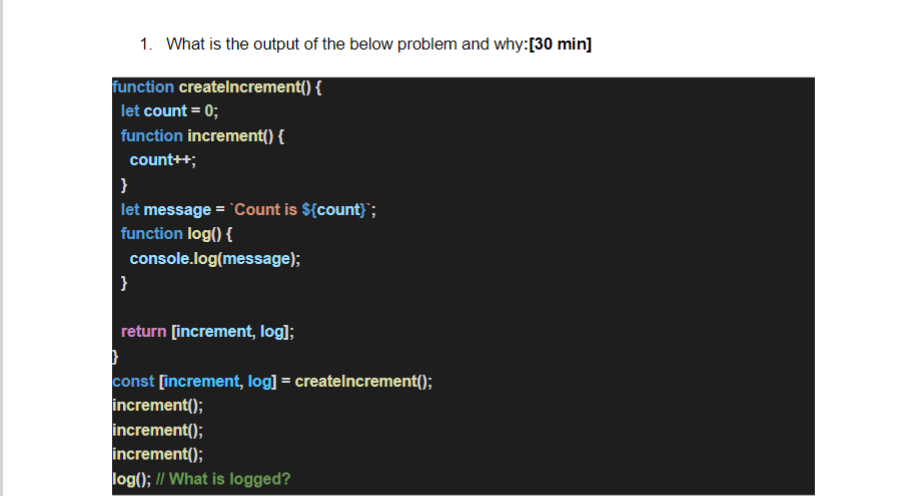 1. What is the output of the below problem and why:[30 min]
function createIncrement() {
let count = 0;
function increment() {
count++;
}
let message = `Count is ${count}`;
function log() {
console.log(message);
}
return [increment, log];
}
const [increment, log] = createIncrement();
increment();
increment();
increment();
log(); // What is logged?